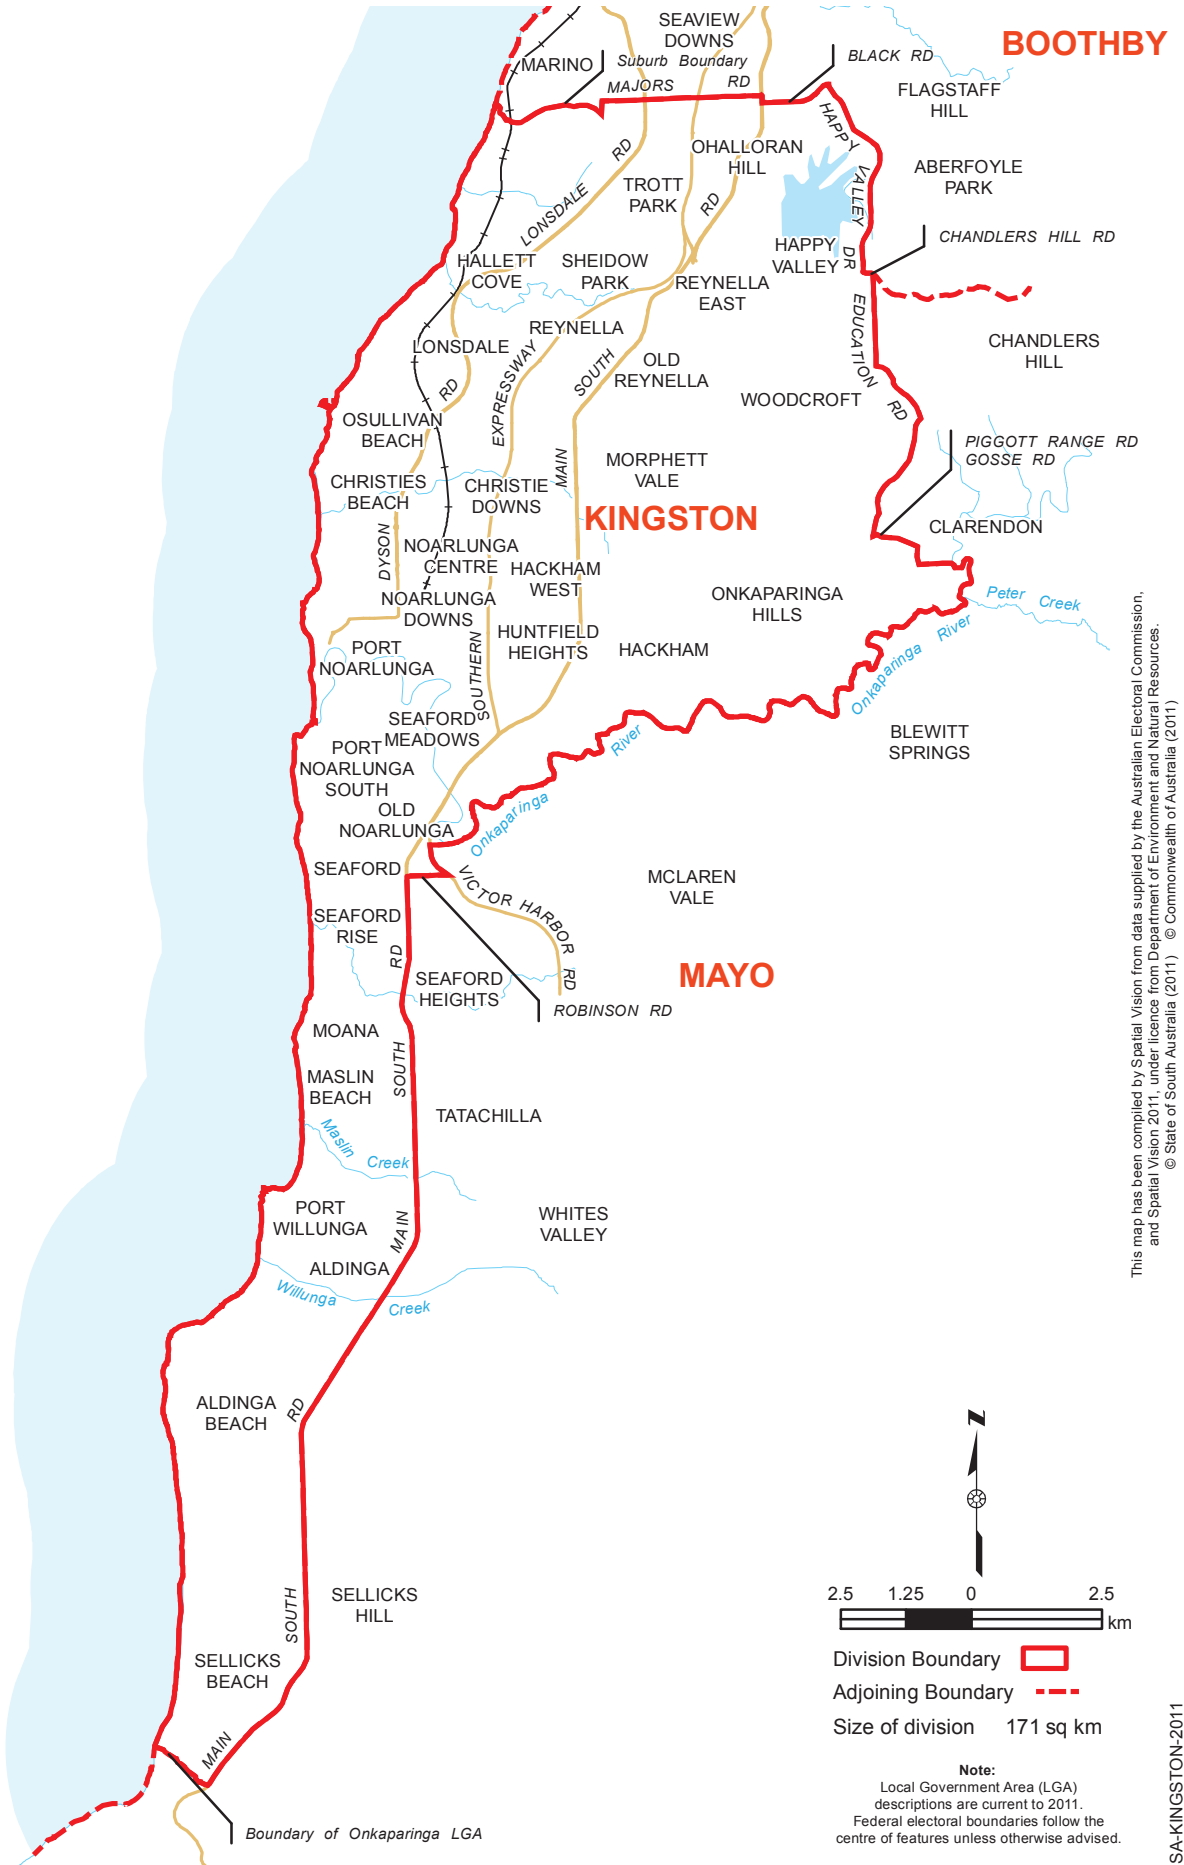 SEAVIEW
DOWNS
BOOTHBY
MARINO
Suburb Boundary
BLACK RD
MAJORS RD
FLAGSTAFF
HILL
HAPPY VALLEY DR
OHALLORAN
HILL
ABERFOYLE
PARK
LONSDALE RD
TROTT
PARK
RD
CHANDLERS HILL RD
HAPPY
VALLEY
HALLETT
COVE
SHEIDOW
PARK
REYNELLA
EAST
REYNELLA
LONSDALE
EXPRESSWAY
SOUTH
OLD
REYNELLA
EDUCATION RD
CHANDLERS
HILL
WOODCROFT
RD
OSULLIVAN
BEACH
PIGGOTT RANGE RD
GOSSE RD
MORPHETT
VALE
MAIN
CHRISTIES
BEACH
CHRISTIE
DOWNS
KINGSTON
CLARENDON
DYSON
NOARLUNGA
CENTRE
HACKHAM
WEST
ONKAPARINGA
HILLS
Peter Creek
NOARLUNGA
DOWNS
HUNTFIELD
HEIGHTS
HACKHAM
Onkaparinga River
PORT
NOARLUNGA
SOUTHERN
SEAFORD
MEADOWS
BLEWITT
SPRINGS
PORT
NOARLUNGA
SOUTH
Onkaparinga River
OLD
NOARLUNGA
SEAFORD
VICTOR HARBOR RD
MCLAREN
VALE
SEAFORD
RISE
RD
MAYO
SEAFORD
HEIGHTS
ROBINSON RD
MOANA
SOUTH
MASLIN
BEACH
TATACHILLA
Maslin Creek
PORT
WILLUNGA
MAIN
WHITES
VALLEY
ALDINGA
Willunga Creek
ALDINGA
BEACH
RD
SELLICKS
HILL
SOUTH
SELLICKS
BEACH
MAIN
Boundary of Onkaparinga LGA
This map has been compiled by Spatial Vision from data supplied by the Australian Electoral Commission,
and Spatial Vision 2011, under licence from Department of Environment and Natural Resources.
© State of South Australia (2011) © Commonwealth of Australia (2011)
N
2.5 1.25 0 2.5
km
Division Boundary
Adjoining Boundary
Size of division 171 sq km
Note:
Local Government Area (LGA)
descriptions are current to 2011.
Federal electoral boundaries follow the
centre of features unless otherwise advised.
SA-KINGSTON-2011